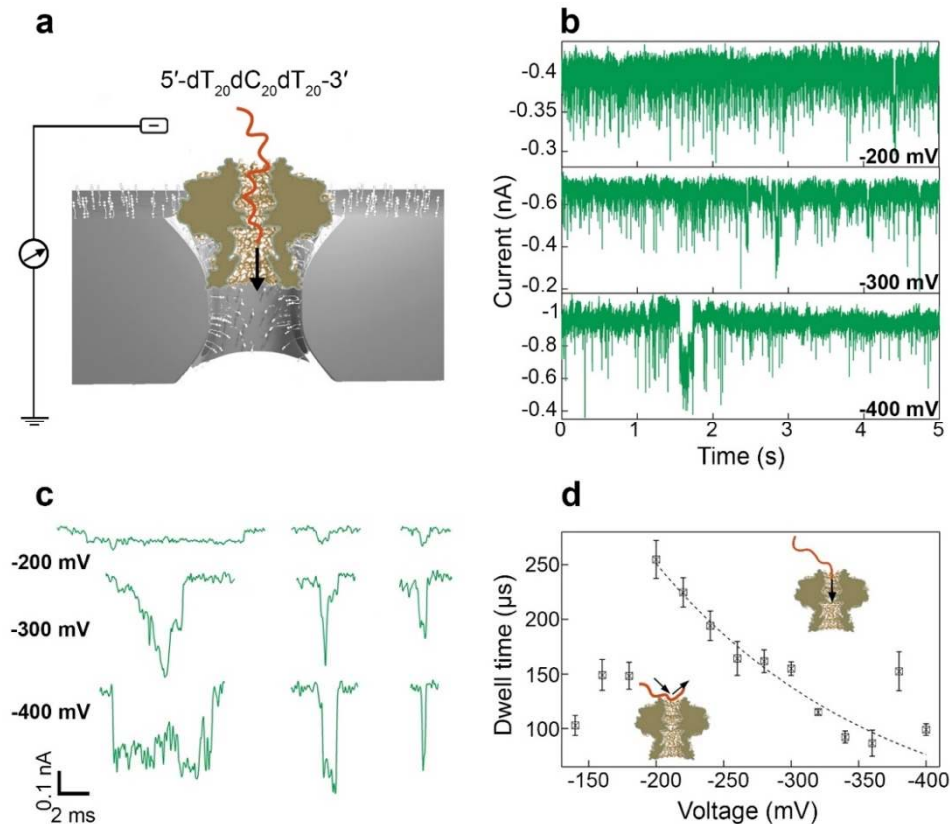 a
5′-dT20dC20dT20-3′
−
b
-0.4
-0.35
-0.3
-200 mV
-0.6
-0.4
-0.2
-300 mV
-1
-0.8
-0.6
-0.4
-400 mV
Current (nA)
0 1 2 3 4 5
Time (s)
c
-200 mV
-300 mV
-400 mV
0.1 nA
2 ms
d
250
200
150
100
Dwell time (µs)
-150 -200 -250 -300 -350 -400
Voltage (mV)